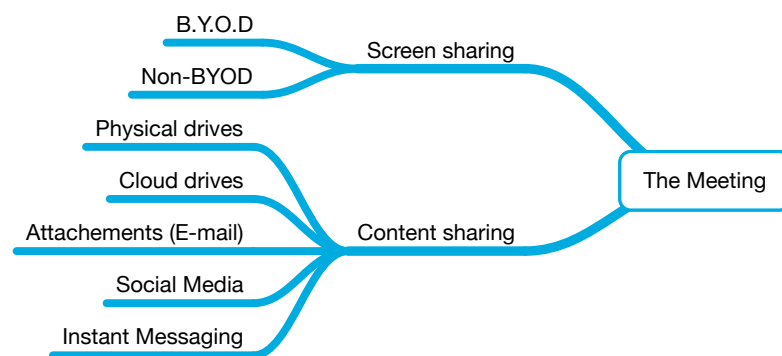 B.Y.O.D
Screen sharing
Non-BYOD
Physical drives
Cloud drives
The Meeting
Attachements (E-mail)
Content sharing
Social Media
Instant Messaging